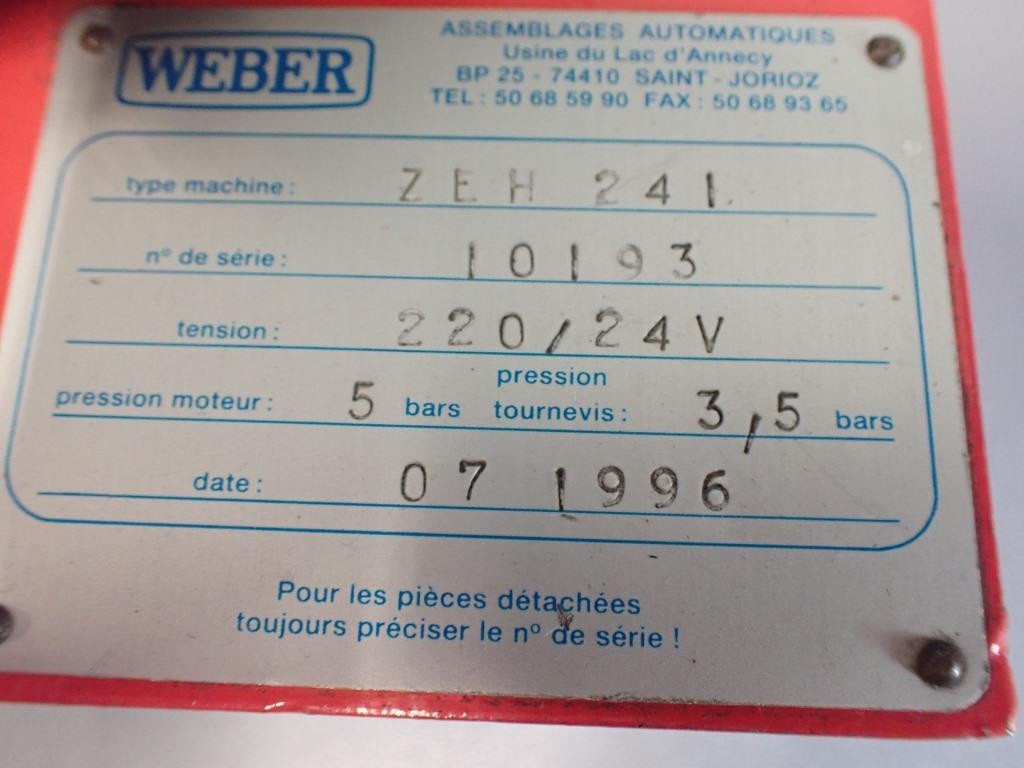 WEBER
ASSEMBLAGES AUTOMATIQUES
Usine du Lac d'Annecy
BP 25 - 74410 SAINT - JORIOZ
TEL : 50 68 59 90 FAX : 50 68 93 65
type machine : ZEH 241
n° de série : 10193
tension : 220/24V
pression moteur : 5 bars pression tournevis : 3,5 bars
date : 07 1996
Pour les pièces détachées
toujours préciser le n° de série !